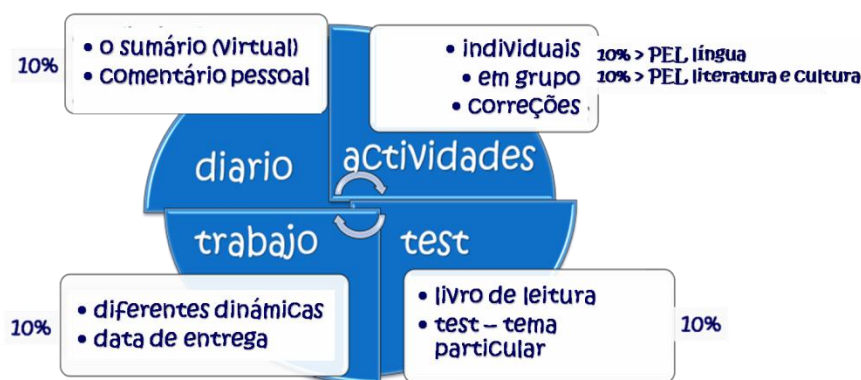 10%
• o sumário (virtual)
• comentário pessoal
• individuais
• em grupo
• correções
10% > PEL língua
10% > PEL literatura e cultura
diario
actividades
trabajo
test
10%
• diferentes dinámicas
• data de entrega
• livro de leitura
• test – tema
particular
10%